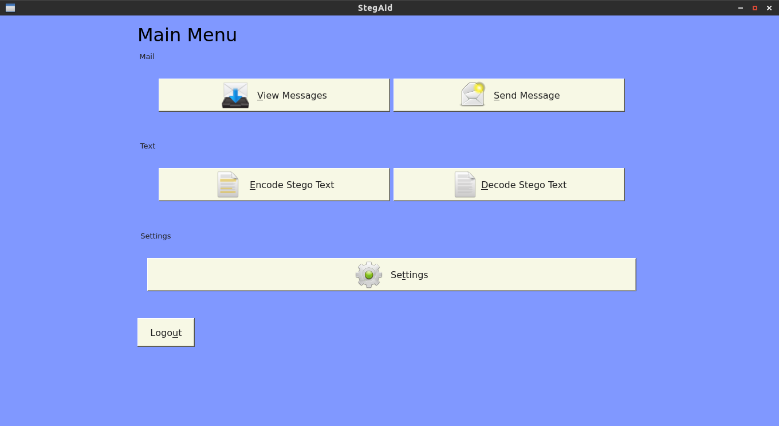 StegAid
Main Menu
Mail
View Messages
Send Message
Text
Encode Stego Text
Decode Stego Text
Settings
Settings
Logout